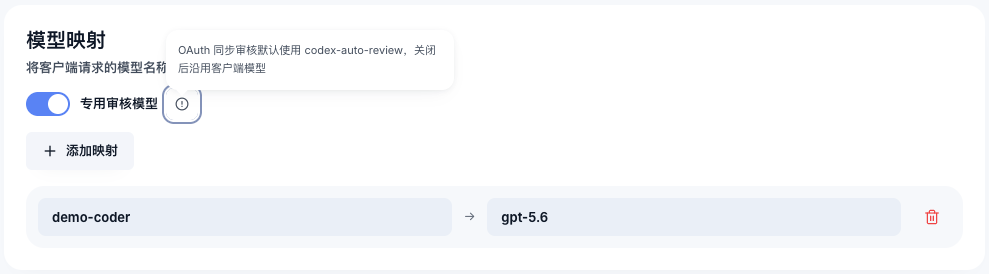 模型映射
OAuth 同步审核默认使用 codex-auto-review，关闭
后沿用客户端模型
将客户端请求的模型名称
专用审核模型
添加映射
demo-coder → gpt-5.6